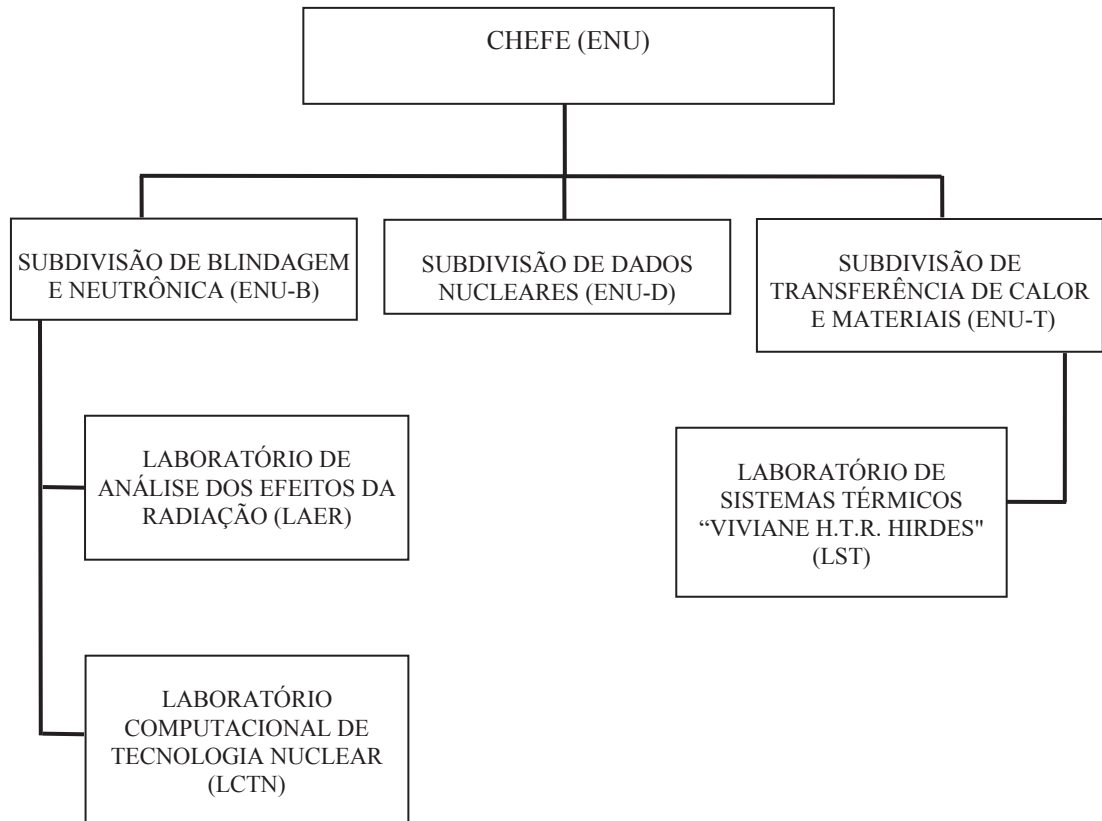 CHEFE (ENU)
SUBDIVISÃO DE BLINDAGEM
E NEUTRÔNICA (ENU-B)
SUBDIVISÃO DE DADOS
NUCLEARES (ENU-D)
SUBDIVISÃO DE
TRANSFERÊNCIA DE CALOR
E MATERIAIS (ENU-T)
LABORATÓRIO DE
ANÁLISE DOS EFEITOS DA
RADIAÇÃO (LAER)
LABORATÓRIO DE
SISTEMAS TÉRMICOS
“VIVIANE H.T.R. HIRDES"
(LST)
LABORATÓRIO
COMPUTACIONAL DE
TECNOLOGIA NUCLEAR
(LCTN)